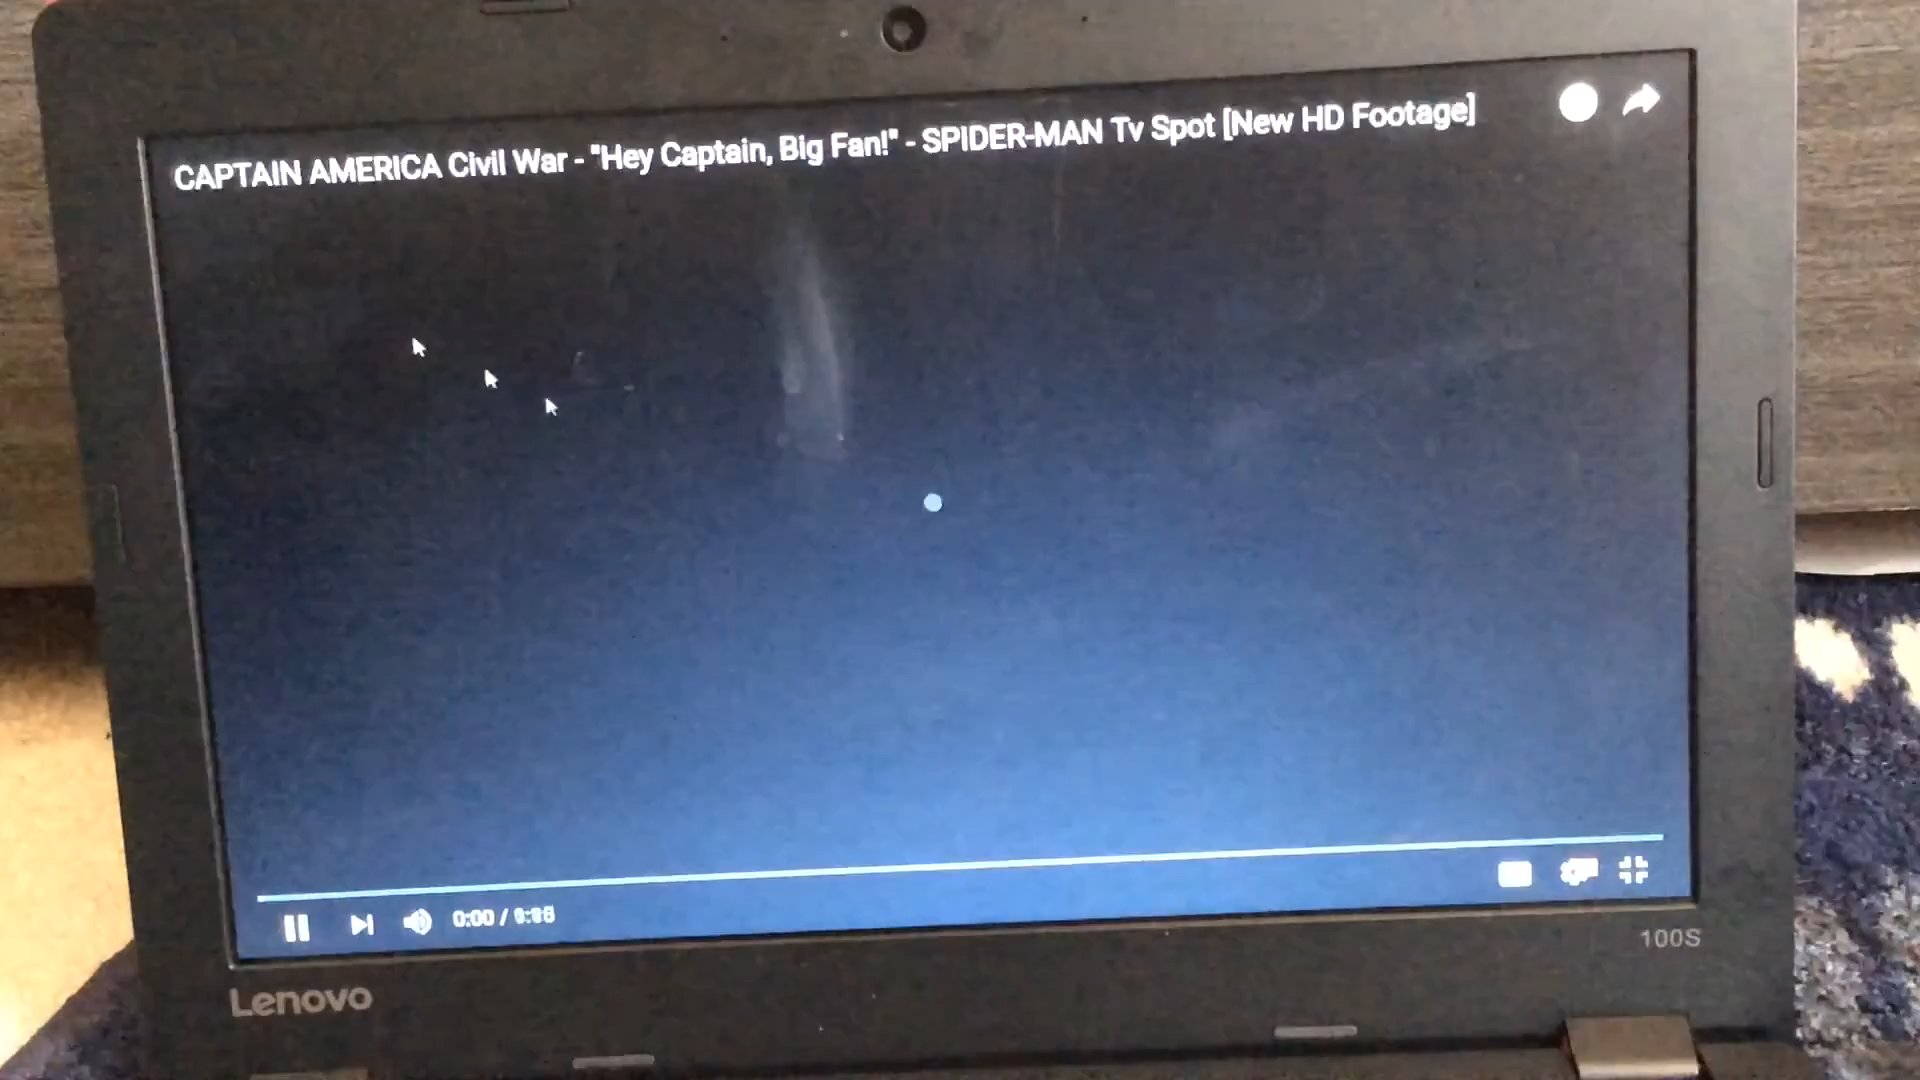 CAPTAIN AMERICA Civil War - "Hey Captain, Big Fan!" - SPIDER-MAN Tv Spot [New HD Footage]
0:00 /
100S
Lenovo